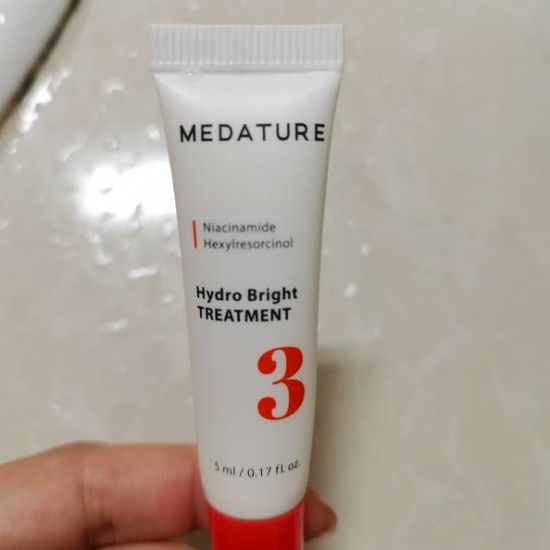 MEDATURE
Niacinamide
Hexylresorcinol
Hydro Bright
TREATMENT
3
5 ml / 0.17 fl. oz.